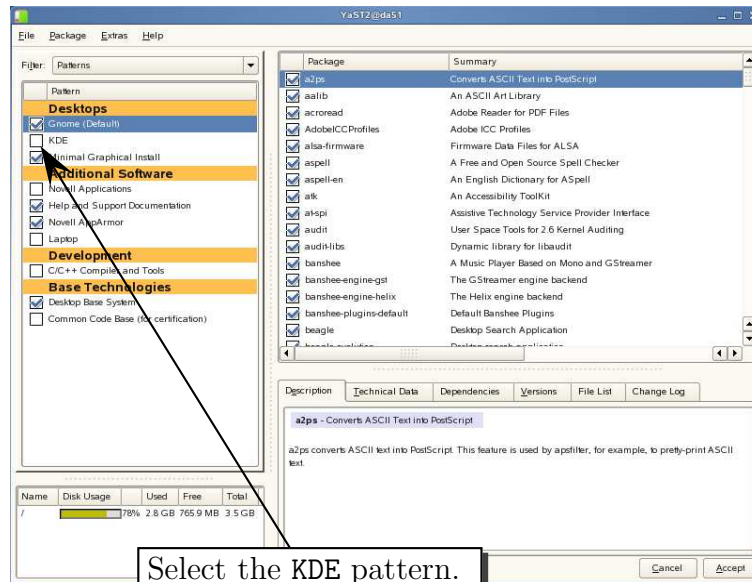 YaST2@da51
File Package Extras Help
Filter: Patterns
Pattern
Desktops
Gnome (Default)
KDE
Minimal Graphical Install
Additional Software
Novell Applications
Help and Support Documentation
Novell AppArmor
Laptop
Development
C/C++ Compiler and Tools
Base Technologies
Desktop Base System
Common Code Base (for certification)
Name Disk Usage Used Free Total
/ 78% 2.8 GB 765.9 MB 3.5 GB
Package Summary
a2ps Converts ASCII Text into PostScript
aalib An ASCII Art Library
acroread Adobe Reader for PDF Files
AdobeICCProfiles Adobe ICC Profiles
alsa-firmware Firmware Data Files for ALSA
aspell A Free and Open Source Spell Checker
aspell-en An English Dictionary for ASpell
atk An Accessibility ToolKit
at-spi Assistive Technology Service Provider Interface
audit User Space Tools for 2.6 Kernel Auditing
audit-libs Dynamic library for libaudit
banshee A Music Player Based on Mono and GStreamer
banshee-engine-gst The GStreamer engine backend
banshee-engine-helix The Helix engine backend
banshee-plugins-default Default Banshee Plugins
beagle Desktop Search Application
Description Technical Data Dependencies Versions File List Change Log
a2ps - Converts ASCII Text into PostScript
a2ps converts ASCII text into PostScript. This feature is used by apsfilter, for example, to pretty-print ASCII
text.
Cancel Accept
Select the KDE pattern.